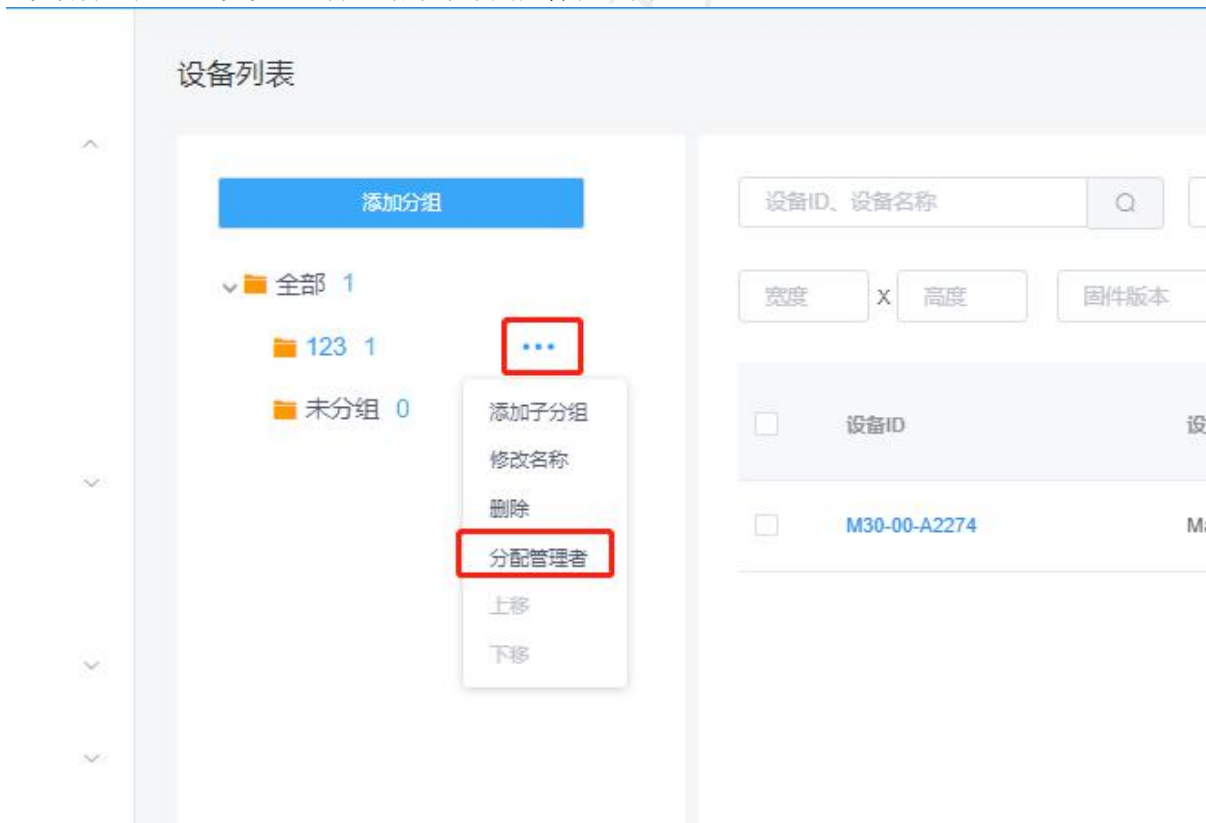 设备列表
添加分组
全部 1
123 1
未分组 0
添加子分组
修改名称
删除
分配管理者
上移
下移
设备ID、设备名称
宽度 X 高度 固件版本
设备ID
M30-00-A2274